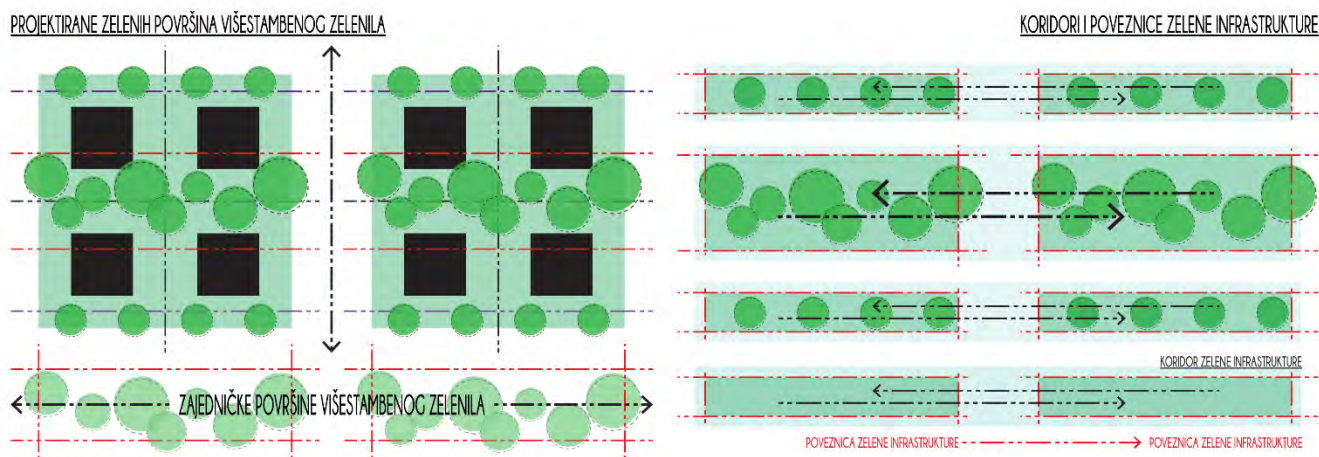 PROJEKTIRANE ZELENIH POVRŠINA VIŠESTAMBENOG ZELENILA
KORIDORI I POVEZNICE ZELENE INFRASTRUKTURE
ZAJEDNIČKE POVRŠINE VIŠESTAMBENOG ZELENILA
KORIDOR ZELENE INFRASTRUKTURE
POVEZNICA ZELENE INFRASTRUKTURE
POVEZNICA ZELENE INFRASTRUKTURE